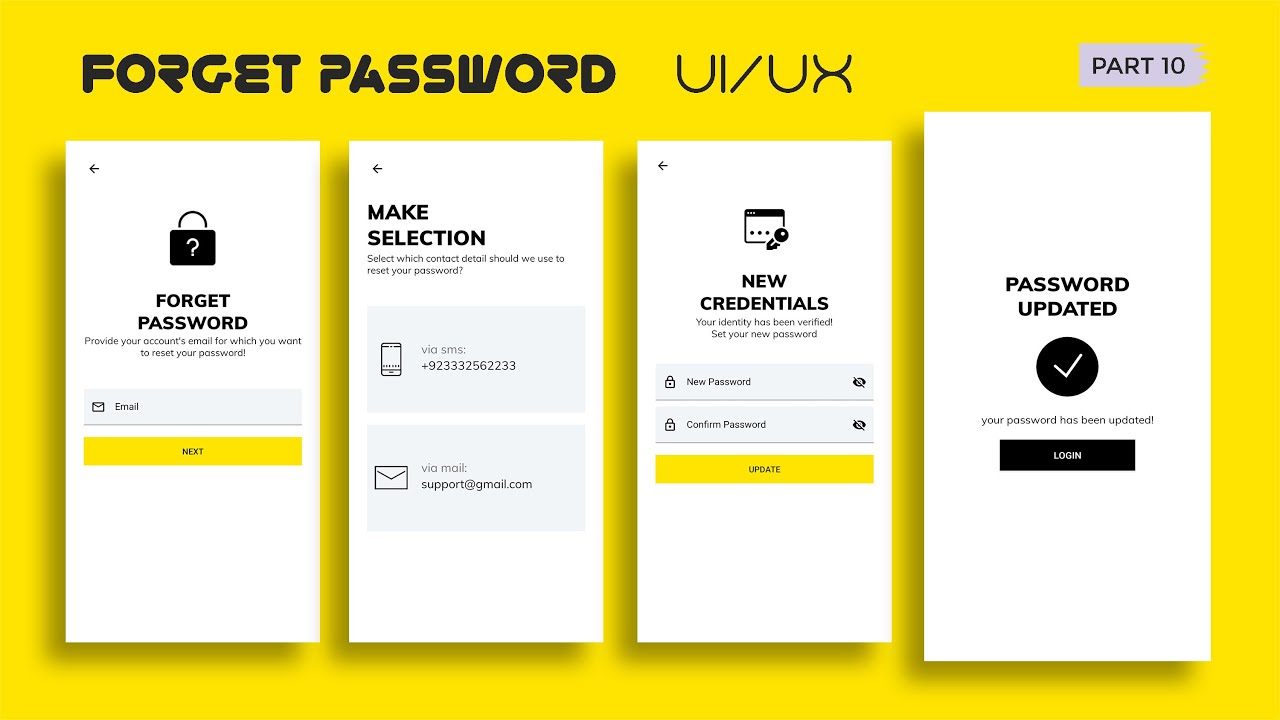 FORGET PASSWORD UI/UX
PART 10
?
FORGET
PASSWORD
Provide your account's email for which you want
to reset your password!
Email
NEXT
MAKE
SELECTION
Select which contact detail should we use to
reset your password?
via sms:
+923332562233
via mail:
support@gmail.com
NEW
CREDENTIALS
Your identity has been verified!
Set your new password
New Password
Confirm Password
UPDATE
PASSWORD
UPDATED
your password has been updated!
LOGIN